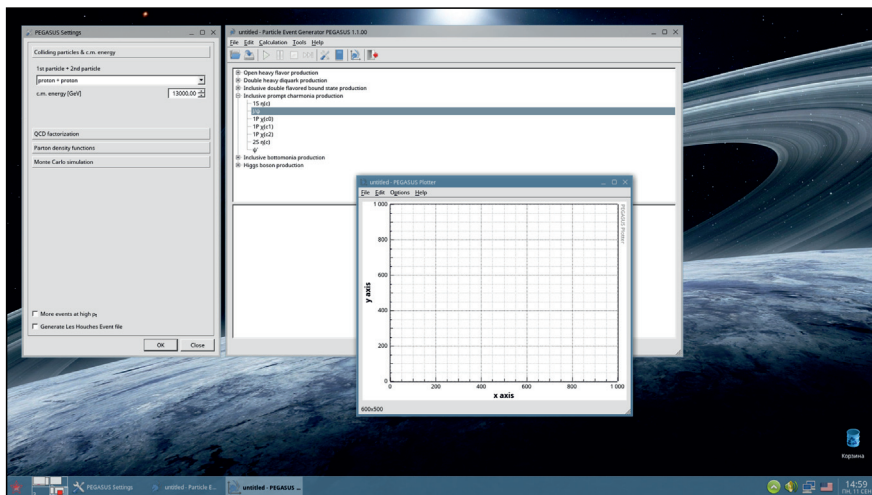 PEGASUS Settings
Colliding particles & c.m. energy
1st particle + 2nd particle
proton + proton
c.m. energy [GeV]
13000.00
QCD factorization
Parton density functions
Monte Carlo simulation
More events at high pt
Generate Les Houches Event file
OK
Close
untitled - Particle Event Generator PEGASUS 1.1.00
File Edit Calculation Tools Help
Open heavy flavor production
Double heavy diquark production
Inclusive double flavored bound state production
Inclusive prompt charmonia production
1S η(c)
1P χ(c0)
1P χ(c1)
1P χ(c2)
2S η(c)
ψ'
Inclusive bottomonia production
Higgs boson production
untitled - PEGASUS Plotter
File Edit Options Help
1 000
800
600
400
200
0
y axis
0 200 400 600 800 1 000
x axis
PEGASUS Plotter
600x500
Корзина
PEGASUS Settings
untitled - Particle E...
untitled - PEGASUS ...
14:59
ПН, 11 СЕН